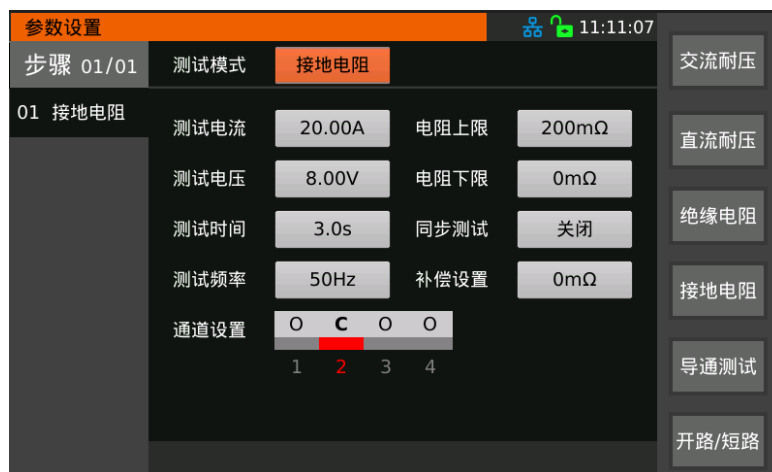 参数设置 11:11:07
步骤 01/01 测试模式 接地电阻
01 接地电阻
测试电流 20.00A 电阻上限 200mΩ
测试电压 8.00V 电阻下限 0mΩ
测试时间 3.0s 同步测试 关闭
测试频率 50Hz 补偿设置 0mΩ
通道设置 O C O O
1 2 3 4
交流耐压
直流耐压
绝缘电阻
接地电阻
导通测试
开路/短路